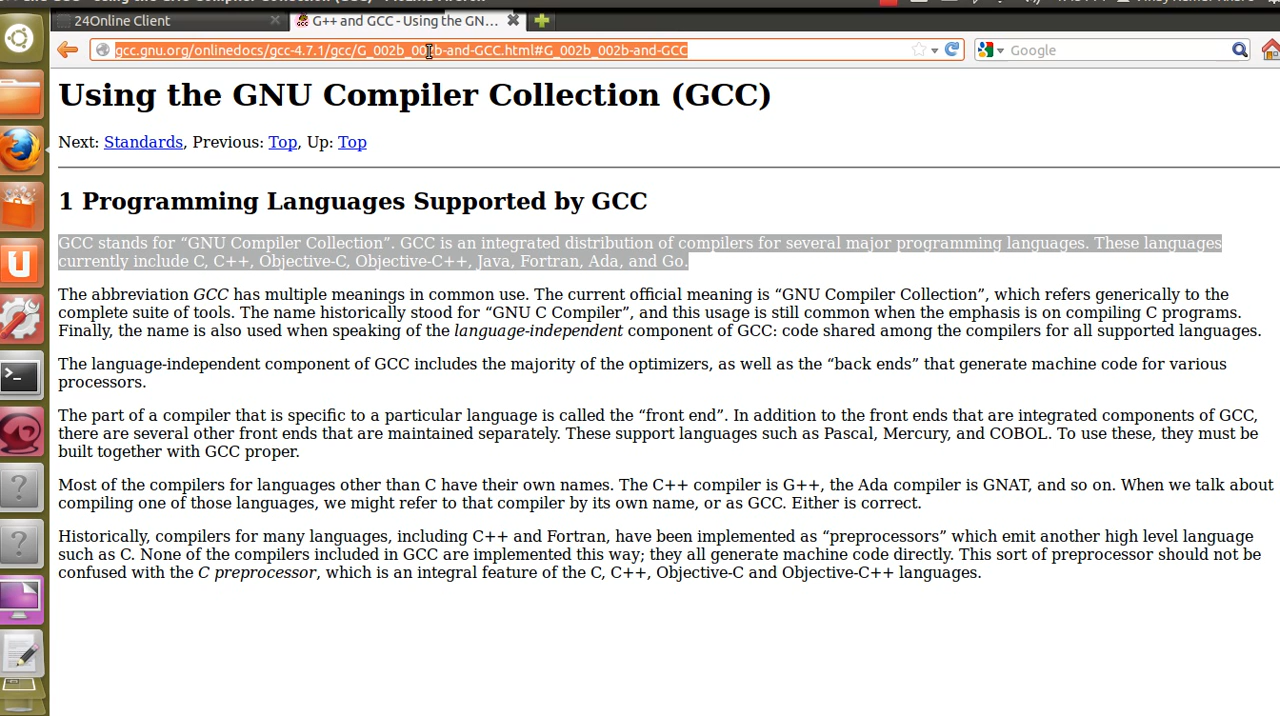 24Online Client
G++ and GCC - Using the GN...
gcc.gnu.org/onlinedocs/gcc-4.7.1/gcc/G_002b_002b-and-GCC.html#G_002b_002b-and-GCC
Google
Using the GNU Compiler Collection (GCC)
Next: Standards, Previous: Top, Up: Top
1 Programming Languages Supported by GCC
GCC stands for “GNU Compiler Collection”. GCC is an integrated distribution of compilers for several major programming languages. These languages
currently include C, C++, Objective-C, Objective-C++, Java, Fortran, Ada, and Go.
The abbreviation GCC has multiple meanings in common use. The current official meaning is “GNU Compiler Collection”, which refers generically to the
complete suite of tools. The name historically stood for “GNU C Compiler”, and this usage is still common when the emphasis is on compiling C programs.
Finally, the name is also used when speaking of the language-independent component of GCC: code shared among the compilers for all supported languages.
The language-independent component of GCC includes the majority of the optimizers, as well as the “back ends” that generate machine code for various
processors.
The part of a compiler that is specific to a particular language is called the “front end”. In addition to the front ends that are integrated components of GCC,
there are several other front ends that are maintained separately. These support languages such as Pascal, Mercury, and COBOL. To use these, they must be
built together with GCC proper.
Most of the compilers for languages other than C have their own names. The C++ compiler is G++, the Ada compiler is GNAT, and so on. When we talk about
compiling one of those languages, we might refer to that compiler by its own name, or as GCC. Either is correct.
Historically, compilers for many languages, including C++ and Fortran, have been implemented as “preprocessors” which emit another high level language
such as C. None of the compilers included in GCC are implemented this way; they all generate machine code directly. This sort of preprocessor should not be
confused with the C preprocessor, which is an integral feature of the C, C++, Objective-C and Objective-C++ languages.